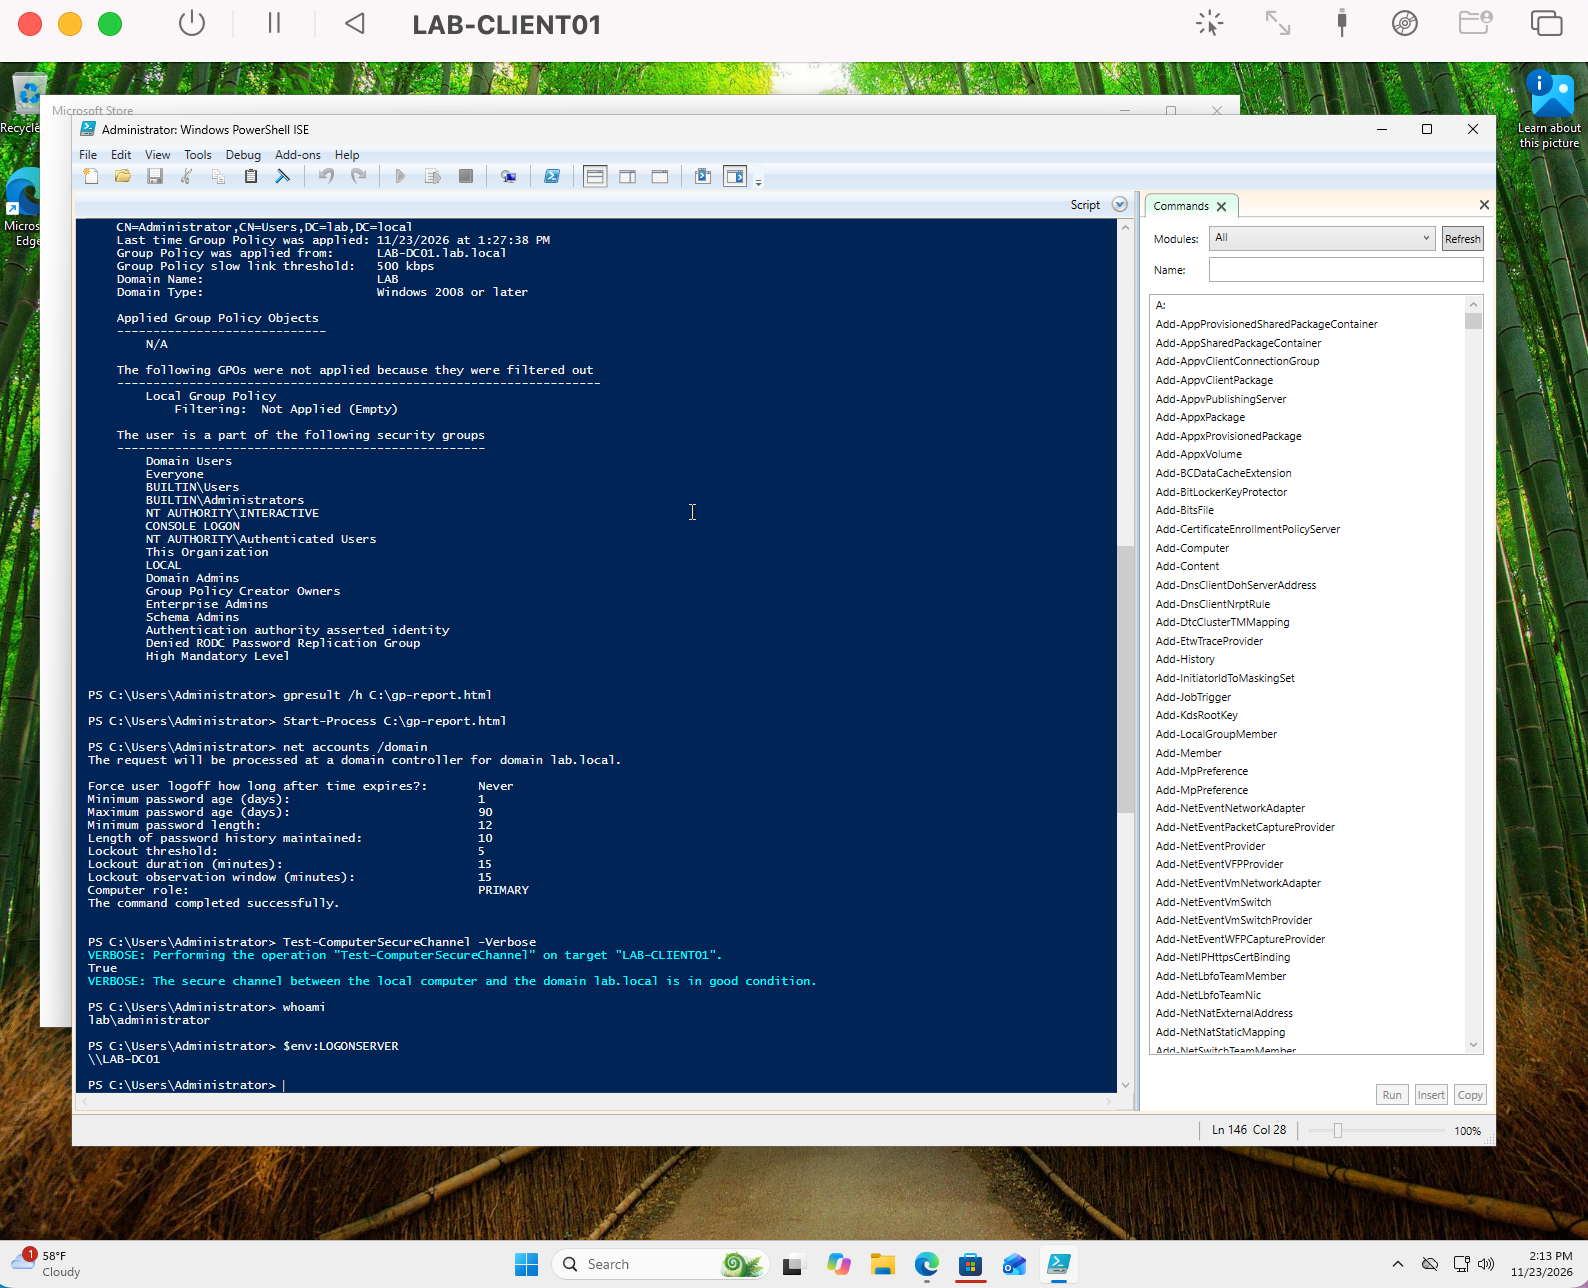 LAB-CLIENT01
Recycle
Microsoft Store
Learn about
this picture
Micros
Edge
Administrator: Windows PowerShell ISE
File Edit View Tools Debug Add-ons Help
Script
CN=Administrator,CN=Users,DC=lab,DC=local
Last time Group Policy was applied: 11/23/2026 at 1:27:38 PM
Group Policy was applied from: LAB-DC01.lab.local
Group Policy slow link threshold: 500 kbps
Domain Name: LAB
Domain Type: Windows 2008 or later
Applied Group Policy Objects
-----------------------------
N/A
The following GPOs were not applied because they were filtered out
-------------------------------------------------------------------
Local Group Policy
Filtering: Not Applied (Empty)
The user is a part of the following security groups
---------------------------------------------------
Domain Users
Everyone
BUILTIN\Users
BUILTIN\Administrators
NT AUTHORITY\INTERACTIVE
CONSOLE LOGON
NT AUTHORITY\Authenticated Users
This Organization
LOCAL
Domain Admins
Group Policy Creator Owners
Enterprise Admins
Schema Admins
Authentication authority asserted identity
Denied RODC Password Replication Group
High Mandatory Level
PS C:\Users\Administrator> gpresult /h C:\gp-report.html
PS C:\Users\Administrator> Start-Process C:\gp-report.html
PS C:\Users\Administrator> net accounts /domain
The request will be processed at a domain controller for domain lab.local.
Force user logoff how long after time expires?: Never
Minimum password age (days): 1
Maximum password age (days): 90
Minimum password length: 12
Length of password history maintained: 10
Lockout threshold: 5
Lockout duration (minutes): 15
Lockout observation window (minutes): 15
Computer role: PRIMARY
The command completed successfully.
PS C:\Users\Administrator> Test-ComputerSecureChannel -Verbose
VERBOSE: Performing the operation "Test-ComputerSecureChannel" on target "LAB-CLIENT01".
True
VERBOSE: The secure channel between the local computer and the domain lab.local is in good condition.
PS C:\Users\Administrator> whoami
lab\administrator
PS C:\Users\Administrator> $env:LOGONSERVER
\\LAB-DC01
PS C:\Users\Administrator>
Commands
Modules: All Refresh
Name:
A:
Add-AppProvisionedSharedPackageContainer
Add-AppSharedPackageContainer
Add-AppvClientConnectionGroup
Add-AppvClientPackage
Add-AppvPublishingServer
Add-AppxPackage
Add-AppxProvisionedPackage
Add-AppxVolume
Add-BCDataCacheExtension
Add-BitLockerKeyProtector
Add-BitsFile
Add-CertificateEnrollmentPolicyServer
Add-Computer
Add-Content
Add-DnsClientDohServerAddress
Add-DnsClientNrptRule
Add-DtcClusterTMMapping
Add-EtwTraceProvider
Add-History
Add-InitiatorIdToMaskingSet
Add-JobTrigger
Add-KdsRootKey
Add-LocalGroupMember
Add-Member
Add-MpPreference
Add-MpPreference
Add-NetEventNetworkAdapter
Add-NetEventPacketCaptureProvider
Add-NetEventProvider
Add-NetEventVFPProvider
Add-NetEventVmNetworkAdapter
Add-NetEventVmSwitch
Add-NetEventVmSwitchProvider
Add-NetEventWFPCaptureProvider
Add-NetIPHttpsCertBinding
Add-NetLbfoTeamMember
Add-NetLbfoTeamNic
Add-NetNatExternalAddress
Add-NetNatStaticMapping
Add-NetSwitchTeamMember
Run Insert Copy
Ln 146 Col 28 100%
1
58°F
Cloudy
Search
2:13 PM
11/23/2026